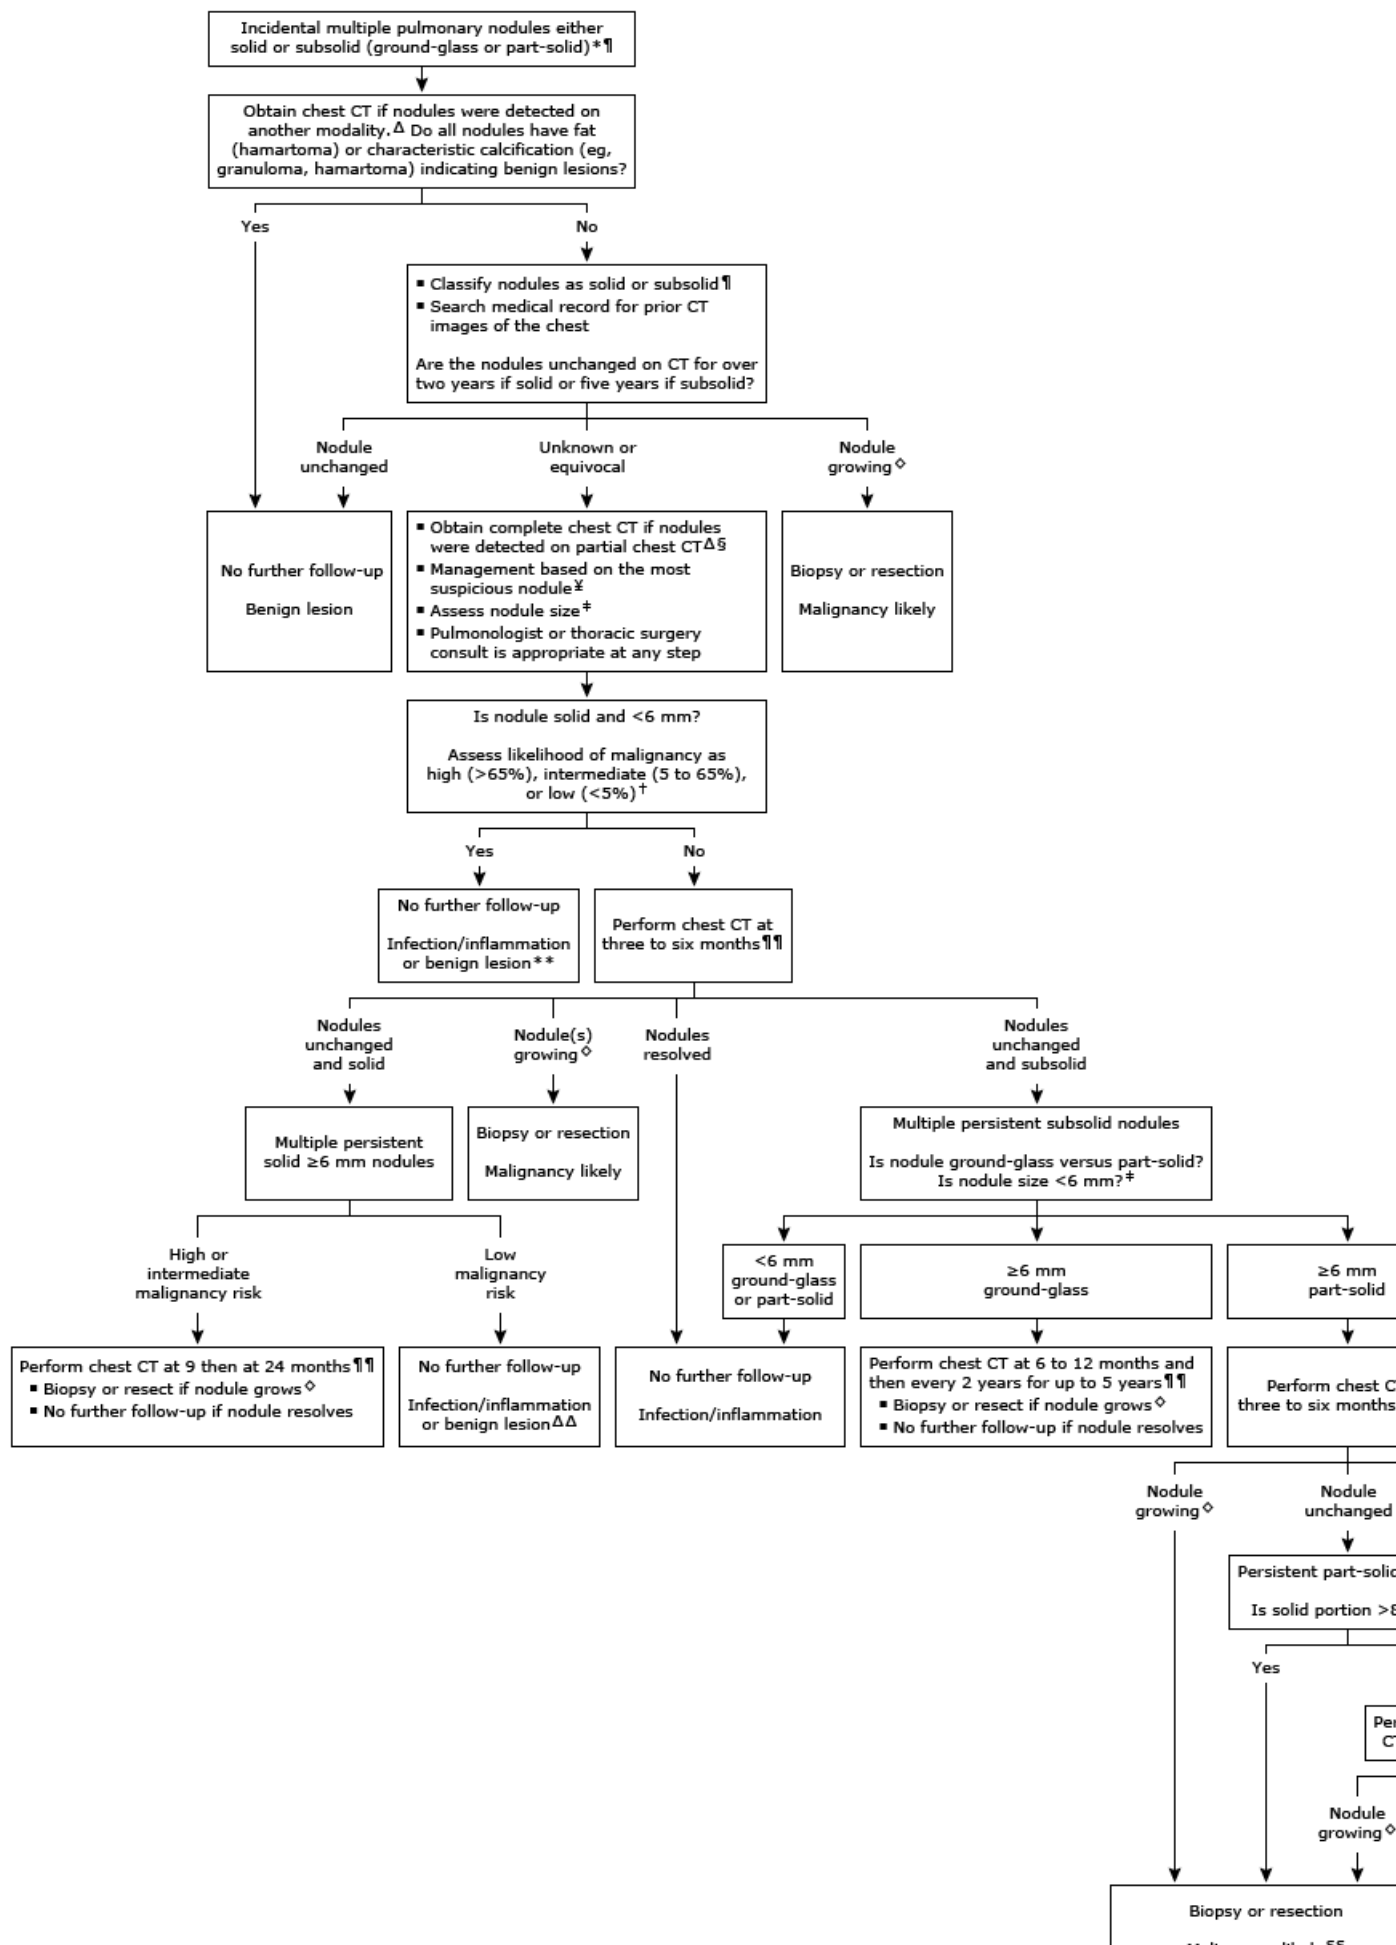 Incidental multiple pulmonary nodules either
solid or subsolid (ground-glass or part-solid)*¶
Obtain chest CT if nodules were detected on
another modality.Δ Do all nodules have fat
(hamartoma) or characteristic calcification (eg,
granuloma, hamartoma) indicating benign lesions?
Yes
No
▪ Classify nodules as solid or subsolid¶
▪ Search medical record for prior CT
images of the chest
Are the nodules unchanged on CT for over
two years if solid or five years if subsolid?
Nodule
unchanged
Unknown or
equivocal
Nodule
growing◇
No further follow-up
Benign lesion
▪ Obtain complete chest CT if nodules
were detected on partial chest CTΔ§
▪ Management based on the most
suspicious nodule¥
▪ Assess nodule size‡
▪ Pulmonologist or thoracic surgery
consult is appropriate at any step
Biopsy or resection
Malignancy likely
Is nodule solid and <6 mm?
Assess likelihood of malignancy as
high (>65%), intermediate (5 to 65%),
or low (<5%)†
Yes
No
No further follow-up
Infection/inflammation
or benign lesion**
Perform chest CT at
three to six months¶¶
Nodules
unchanged
and solid
Nodule(s)
growing◇
Nodules
resolved
Nodules
unchanged
and subsolid
Multiple persistent
solid ≥6 mm nodules
Biopsy or resection
Malignancy likely
Multiple persistent subsolid nodules
Is nodule ground-glass versus part-solid?
Is nodule size <6 mm?‡
High or
intermediate
malignancy risk
Low
malignancy
risk
<6 mm
ground-glass
or part-solid
≥6 mm
ground-glass
≥6 mm
part-solid
Perform chest CT at 9 then at 24 months¶¶
▪ Biopsy or resect if nodule grows◇
▪ No further follow-up if nodule resolves
No further follow-up
Infection/inflammation
or benign lesionΔΔ
No further follow-up
Infection/inflammation
Perform chest CT at 6 to 12 months and
then every 2 years for up to 5 years¶¶
▪ Biopsy or resect if nodule grows◇
▪ No further follow-up if nodule resolves
Perform chest
three to six months
Nodule
growing◇
Nodule
unchanged
Persistent
Is solid portion
Yes
Nodule
growing◇
Biopsy or resection